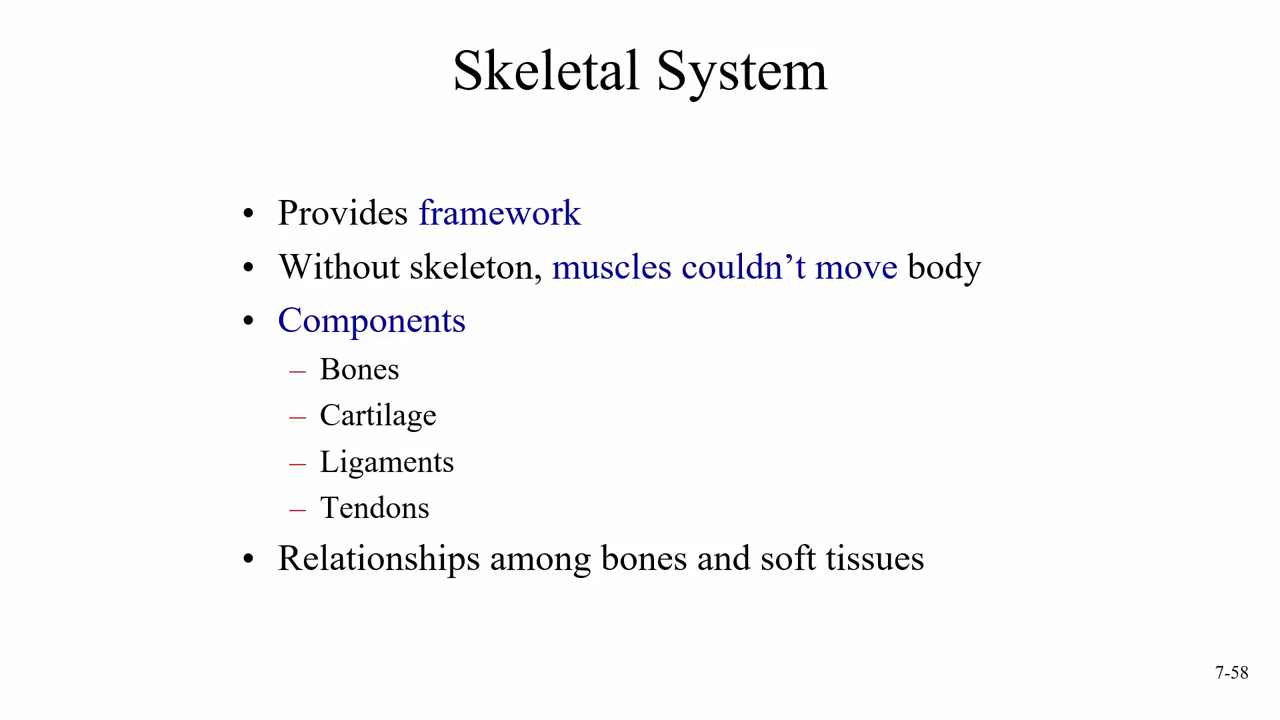 Skeletal System
• Provides framework
• Without skeleton, muscles couldn’t move body
• Components
– Bones
– Cartilage
– Ligaments
– Tendons
• Relationships among bones and soft tissues
7-58